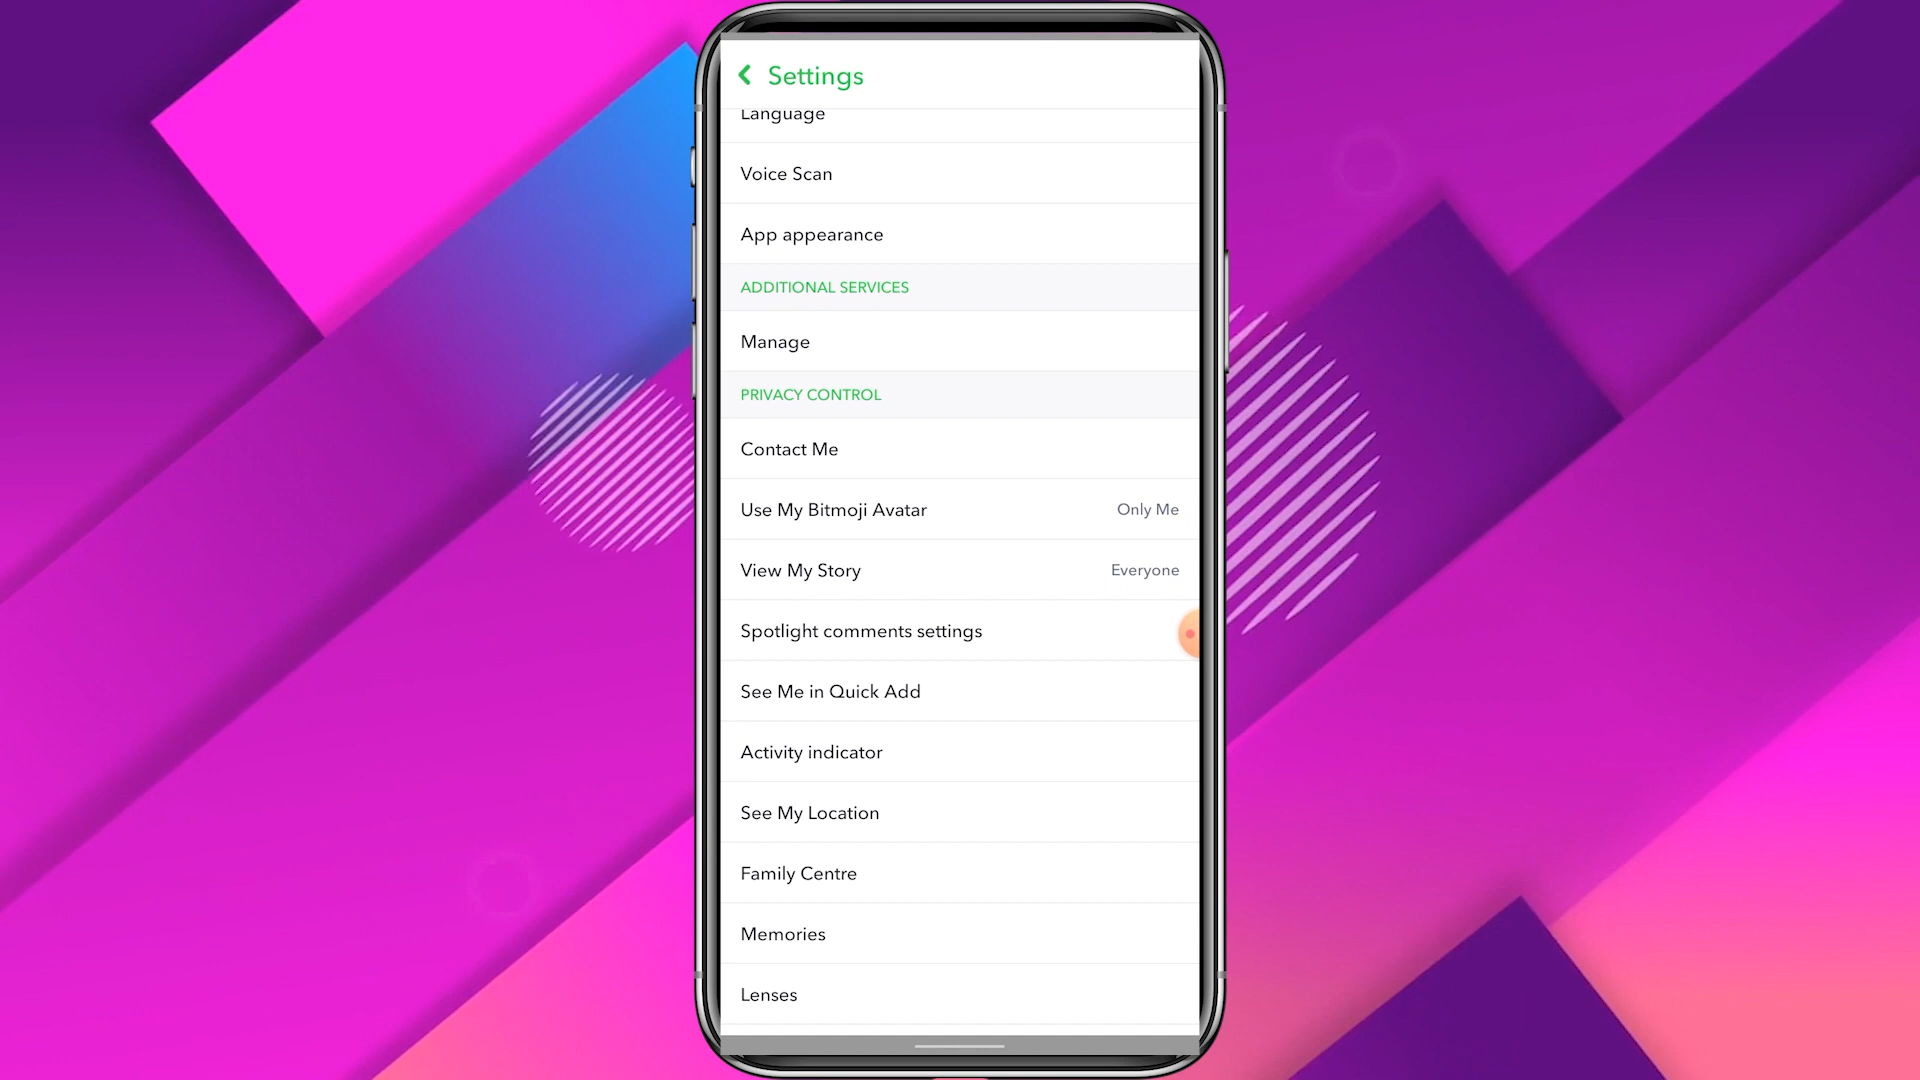 Settings
Language
Voice Scan
App appearance
ADDITIONAL SERVICES
Manage
PRIVACY CONTROL
Contact Me
Use My Bitmoji Avatar Only Me
View My Story Everyone
Spotlight comments settings
See Me in Quick Add
Activity indicator
See My Location
Family Centre
Memories
Lenses